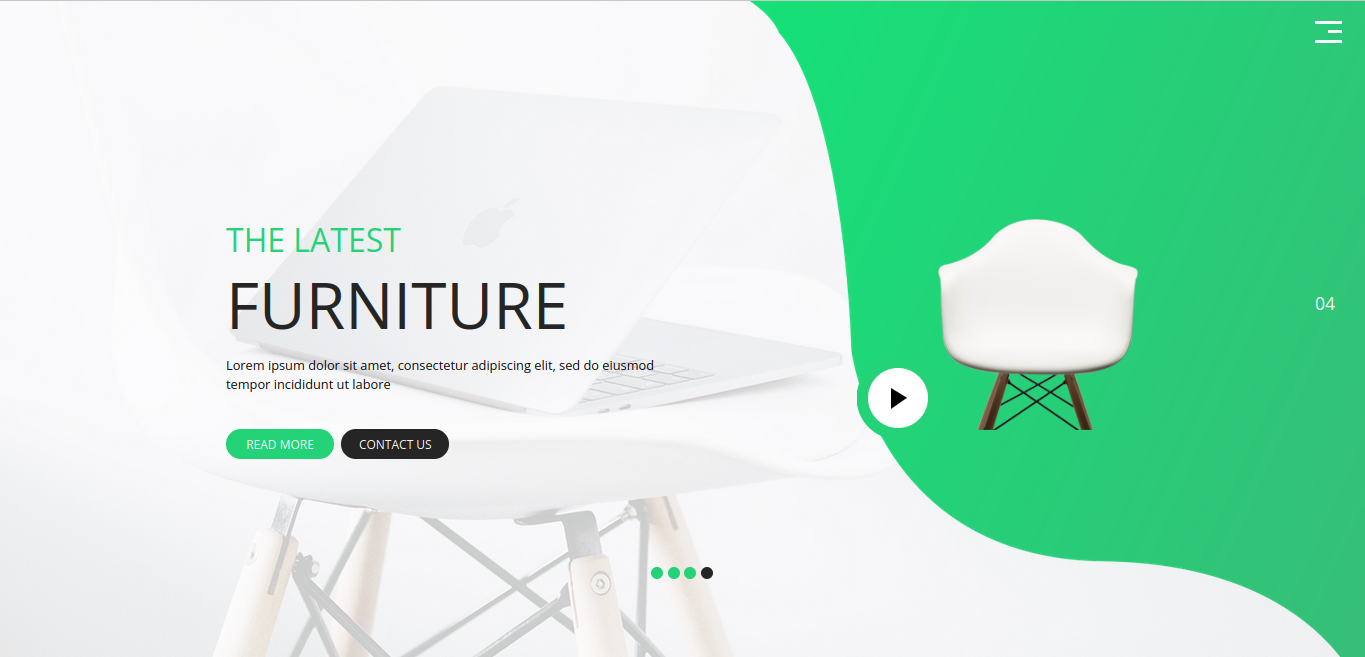 THE LATEST
FURNITURE
04
Lorem ipsum dolor sit amet, consectetur adipiscing elit, sed do eiusmod
tempor incididunt ut labore
READ MORE
CONTACT US